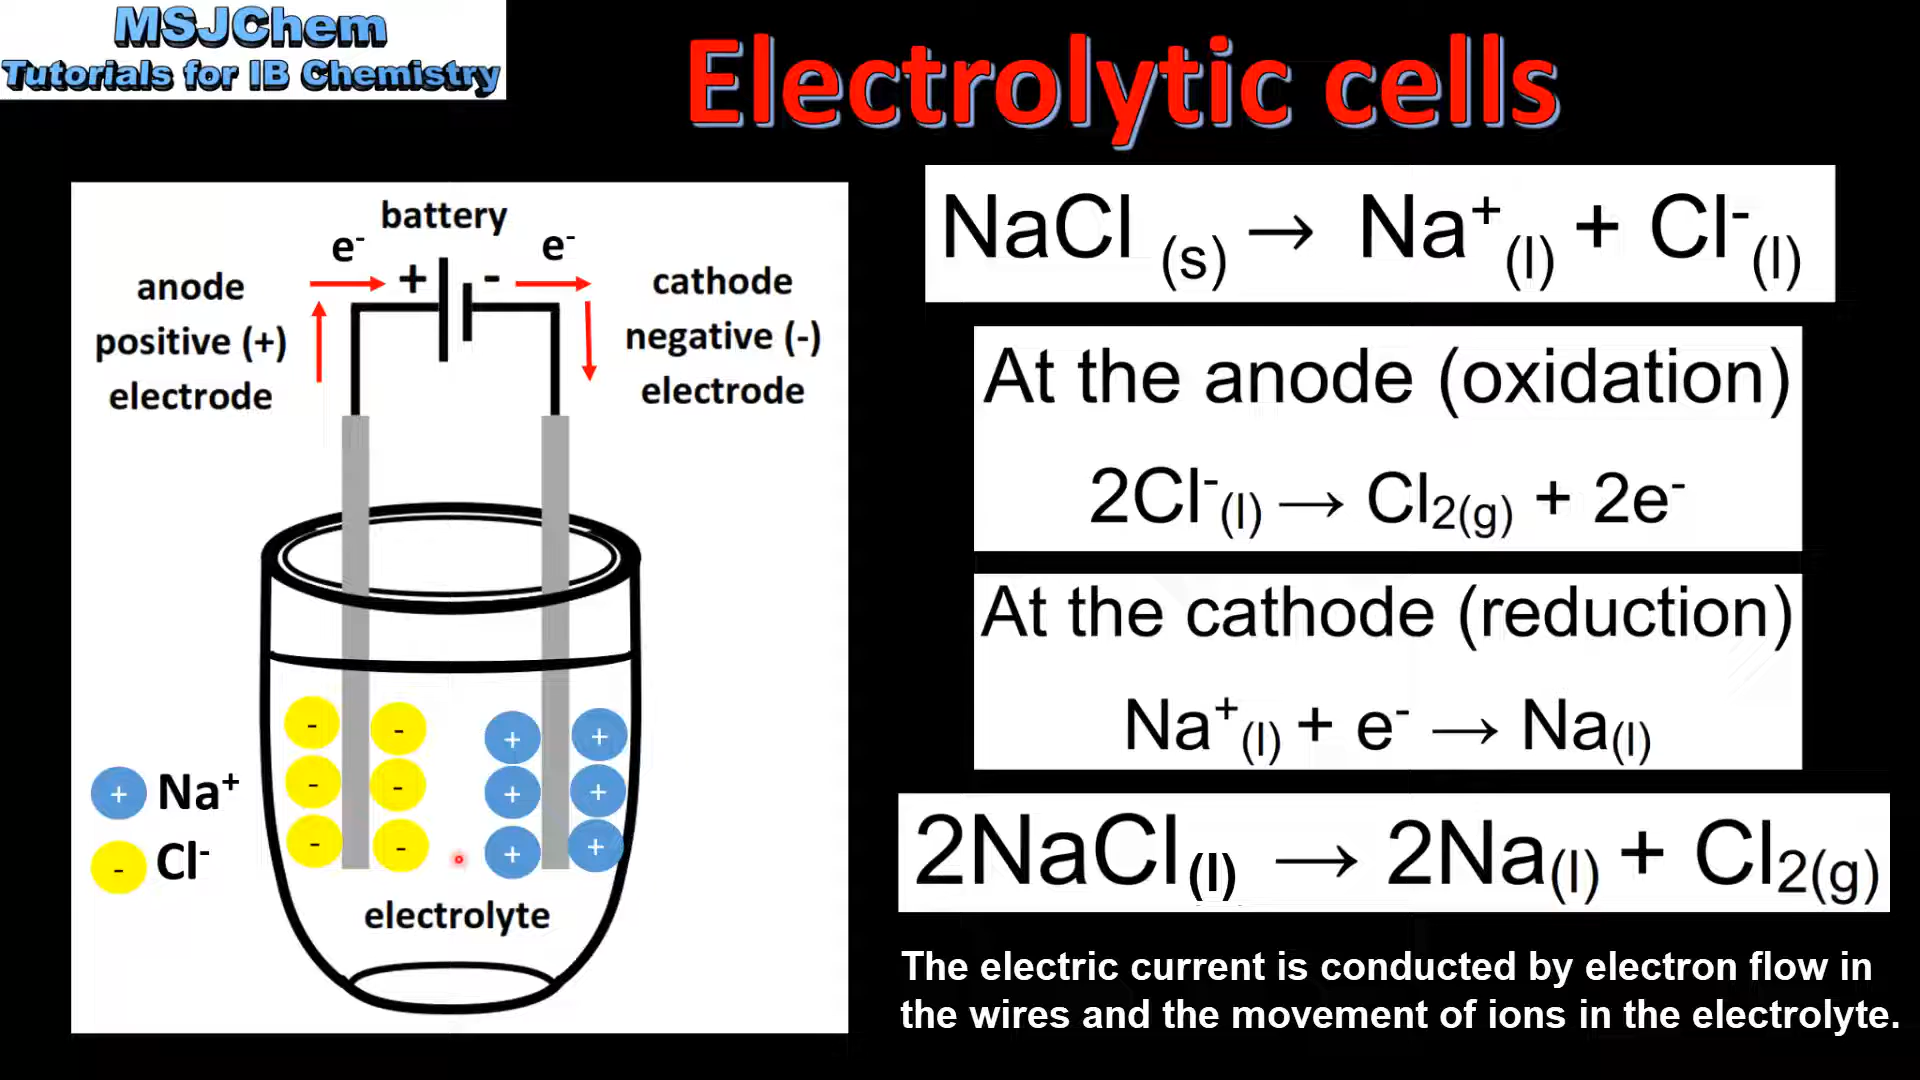 MSJChem
Tutorials for IB Chemistry
Electrolytic cells
battery
e⁻
e⁻
+
-
anode
positive (+)
electrode
cathode
negative (-)
electrode
- - + +
- - + +
- - + +
+ Na⁺
- Cl⁻
electrolyte
NaCl (s) → Na⁺(l) + Cl⁻(l)
At the anode (oxidation)
2Cl⁻(l) → Cl₂(g) + 2e⁻
At the cathode (reduction)
Na⁺(l) + e⁻ → Na(l)
2NaCl(l) → 2Na(l) + Cl₂(g)
The electric current is conducted by electron flow in
the wires and the movement of ions in the electrolyte.